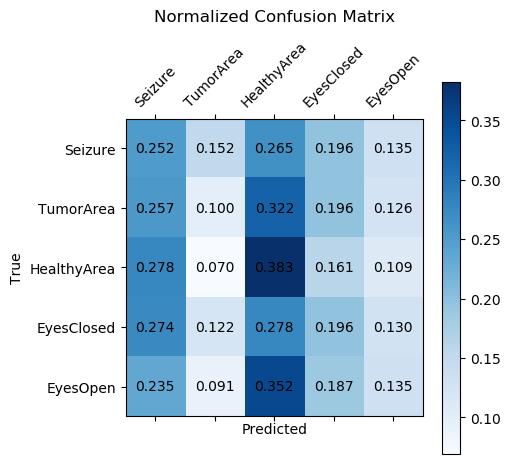 Normalized Confusion Matrix
Seizure TumorArea HealthyArea EyesClosed EyesOpen
Seizure 0.252 0.152 0.265 0.196 0.135
TumorArea 0.257 0.100 0.322 0.196 0.126
HealthyArea 0.278 0.070 0.383 0.161 0.109
EyesClosed 0.274 0.122 0.278 0.196 0.130
EyesOpen 0.235 0.091 0.352 0.187 0.135
True
Predicted
0.35
0.30
0.25
0.20
0.15
0.10